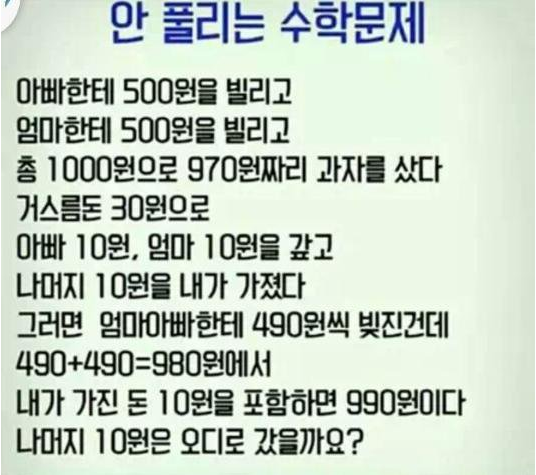 안 풀리는 수학문제
아빠한테 500원을 빌리고
엄마한테 500원을 빌리고
총 1000원으로 970원짜리 과자를 샀다
거스름돈 30원으로
아빠 10원, 엄마 10원을 갚고
나머지 10원을 내가 가졌다
그러면 엄마아빠한테 490원씩 빚진건데
490+490=980원에서
내가 가진 돈 10원을 포함하면 990원이다
나머지 10원은 오디로 갔을까요?